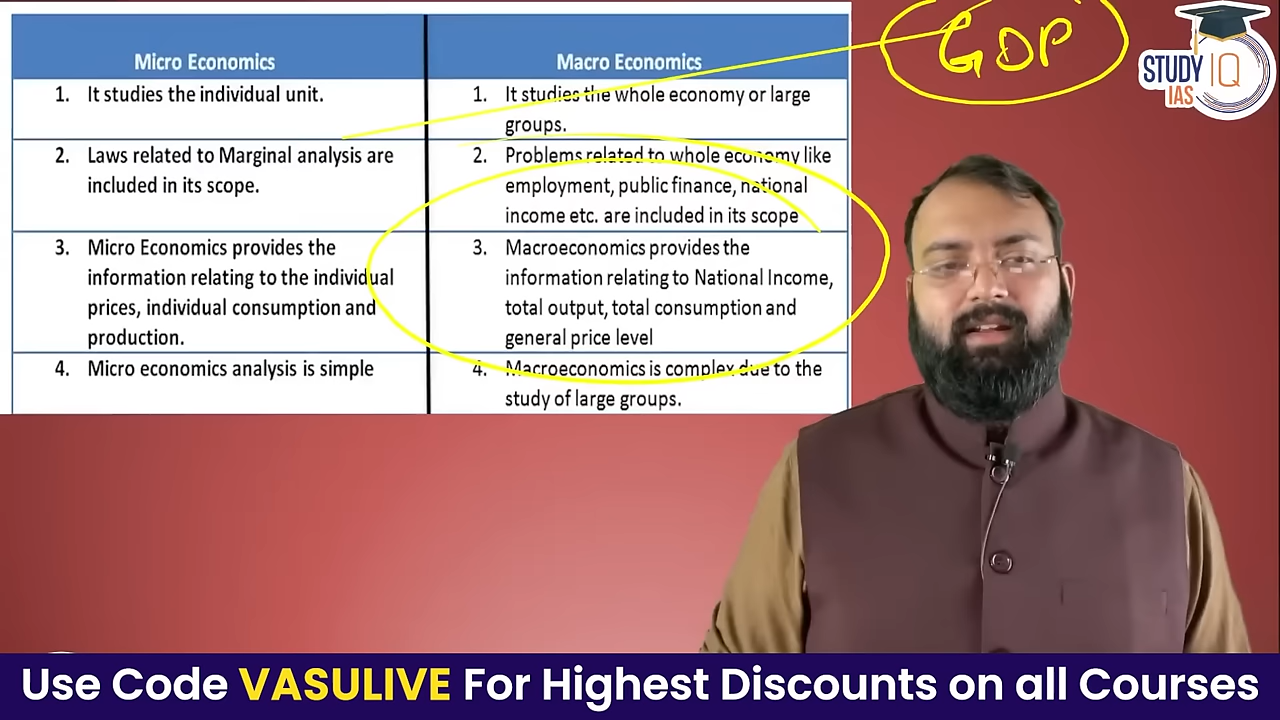 Micro Economics
1. It studies the individual unit.
2. Laws related to Marginal analysis are
included in its scope.
3. Micro Economics provides the
information relating to the individual
prices, individual consumption and
production.
4. Micro economics analysis is simple
Macro Economics
1. It studies the whole economy or large
groups.
2. Problems related to whole economy like
employment, public finance, national
income etc. are included in its scope
3. Macroeconomics provides the
information relating to National Income,
total output, total consumption and
general price level
4. Macroeconomics is complex due to the
study of large groups.
GDP
STUDY IQ
IAS
Use Code VASULIVE For Highest Discounts on all Courses